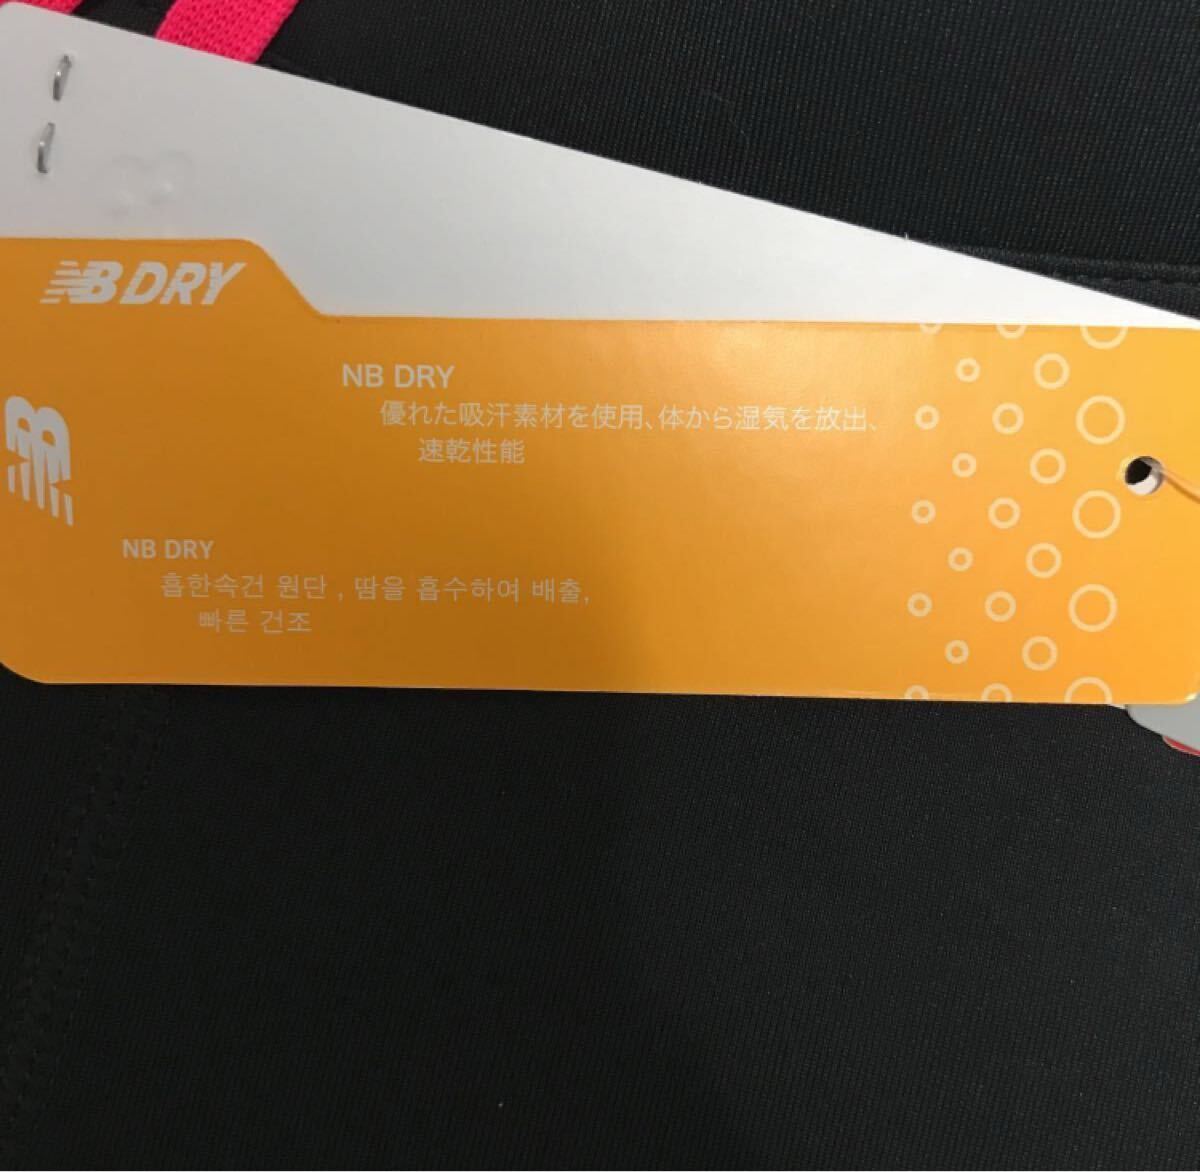 NB DRY
NB DRY
優れた吸汗素材を使用、体から湿気を放出、
速乾性能
NB
NB DRY
흡한속건 원단 , 땀을 흡수하여 배출,
빠른 건조